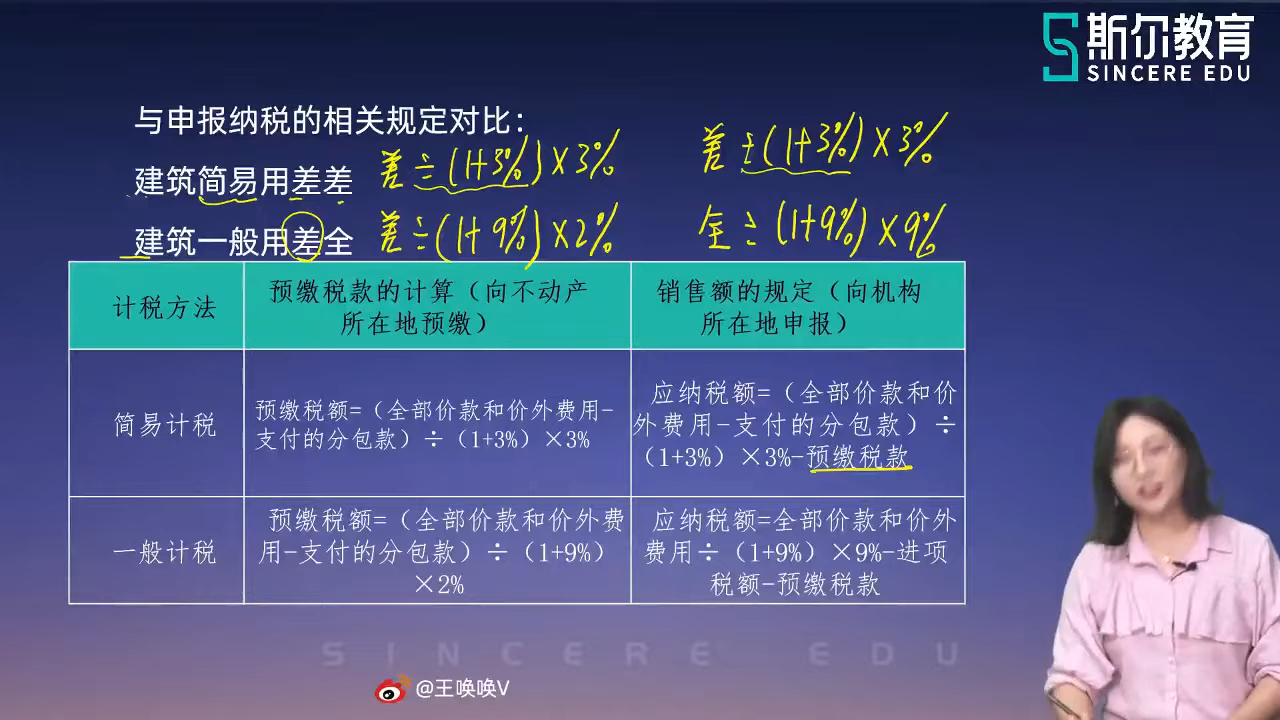 斯尔教育
SINCERE EDU
与申报纳税的相关规定对比：
差÷(1+3%)×3%
差÷(1+3%)×3%
建筑简易用差差
建筑一般用差全
差÷(1+9%)×2%
全÷(1+9%)×9%
计税方法
预缴税款的计算（向不动产
所在地预缴）
销售额的规定（向机构
所在地申报）
简易计税
预缴税额=（全部价款和价外费用-
支付的分包款）÷（1+3%）×3%
应纳税额=（全部价款和价
外费用-支付的分包款）÷
（1+3%）×3%-预缴税款
一般计税
预缴税额=（全部价款和价外费
用-支付的分包款）÷（1+9%）
×2%
应纳税额=全部价款和价外
费用÷（1+9%）×9%-进项
税额-预缴税款
SINCERE EDU
@王唤唤V